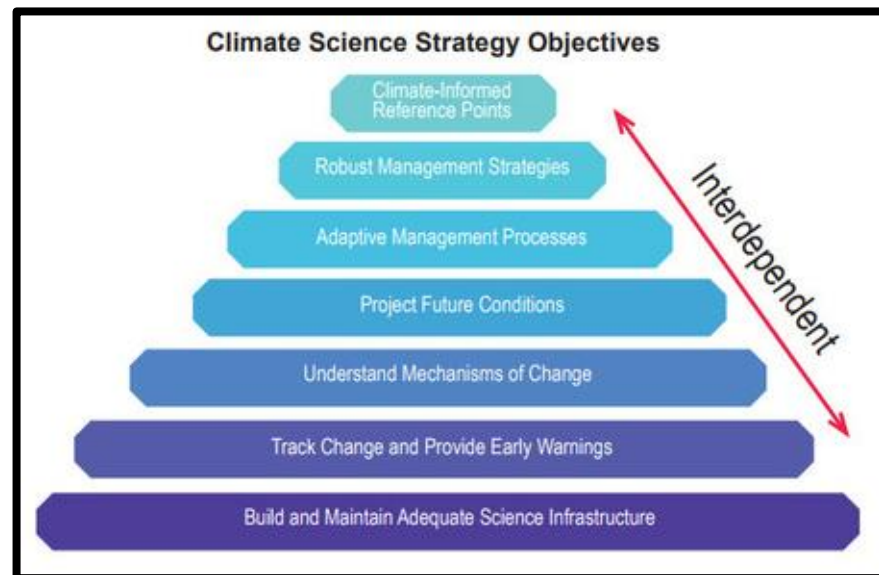 Climate Science Strategy Objectives
Climate-Informed
Reference Points
Robust Management Strategies
Adaptive Management Processes
Project Future Conditions
Understand Mechanisms of Change
Track Change and Provide Early Warnings
Build and Maintain Adequate Science Infrastructure
Interdependent